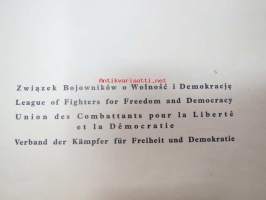 Związek Bojowników o Wolność i Demokrację
League of Fighters for Freedom and Democracy
Union des Combattants pour la Liberté
et la Démocratie
Verband der Kämpfer für Freiheit und Demokratie